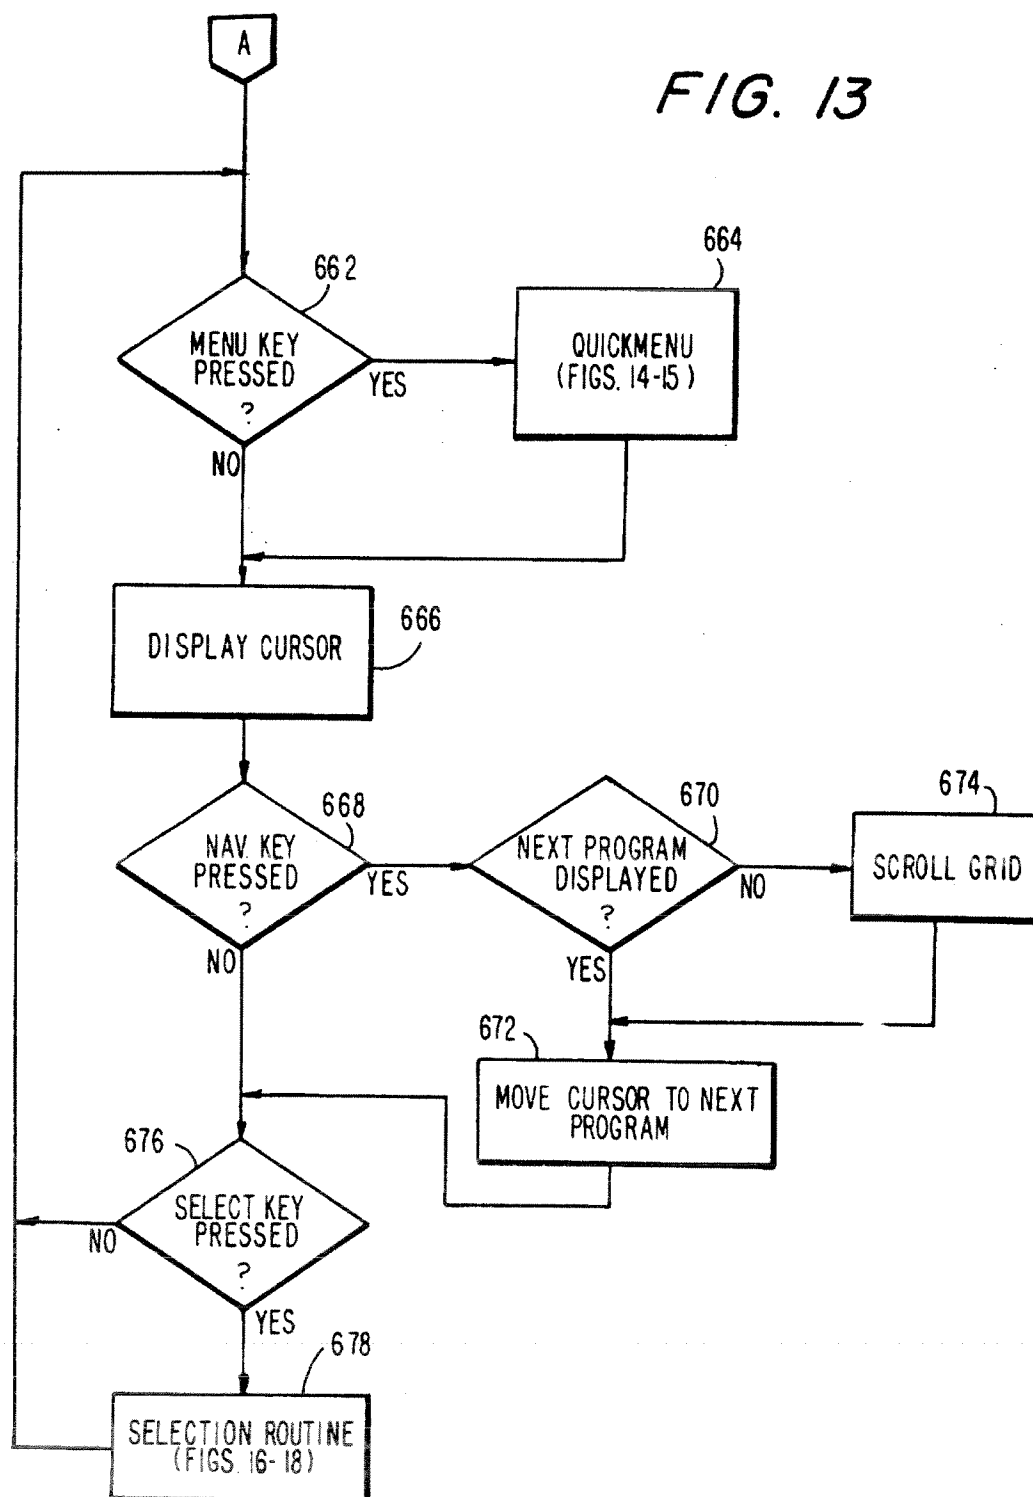 A
FIG. 13
662
MENU KEY
PRESSED
?
YES
NO
664
QUICKMENU
(FIGS. 14-15)
DISPLAY CURSOR
666
668
NAV. KEY
PRESSED
?
YES
NO
670
NEXT PROGRAM
DISPLAYED
?
NO
YES
674
SCROLL GRID
672
MOVE CURSOR TO NEXT
PROGRAM
676
SELECT KEY
PRESSED
?
NO
YES
678
SELECTION ROUTINE
(FIGS. 16-18)